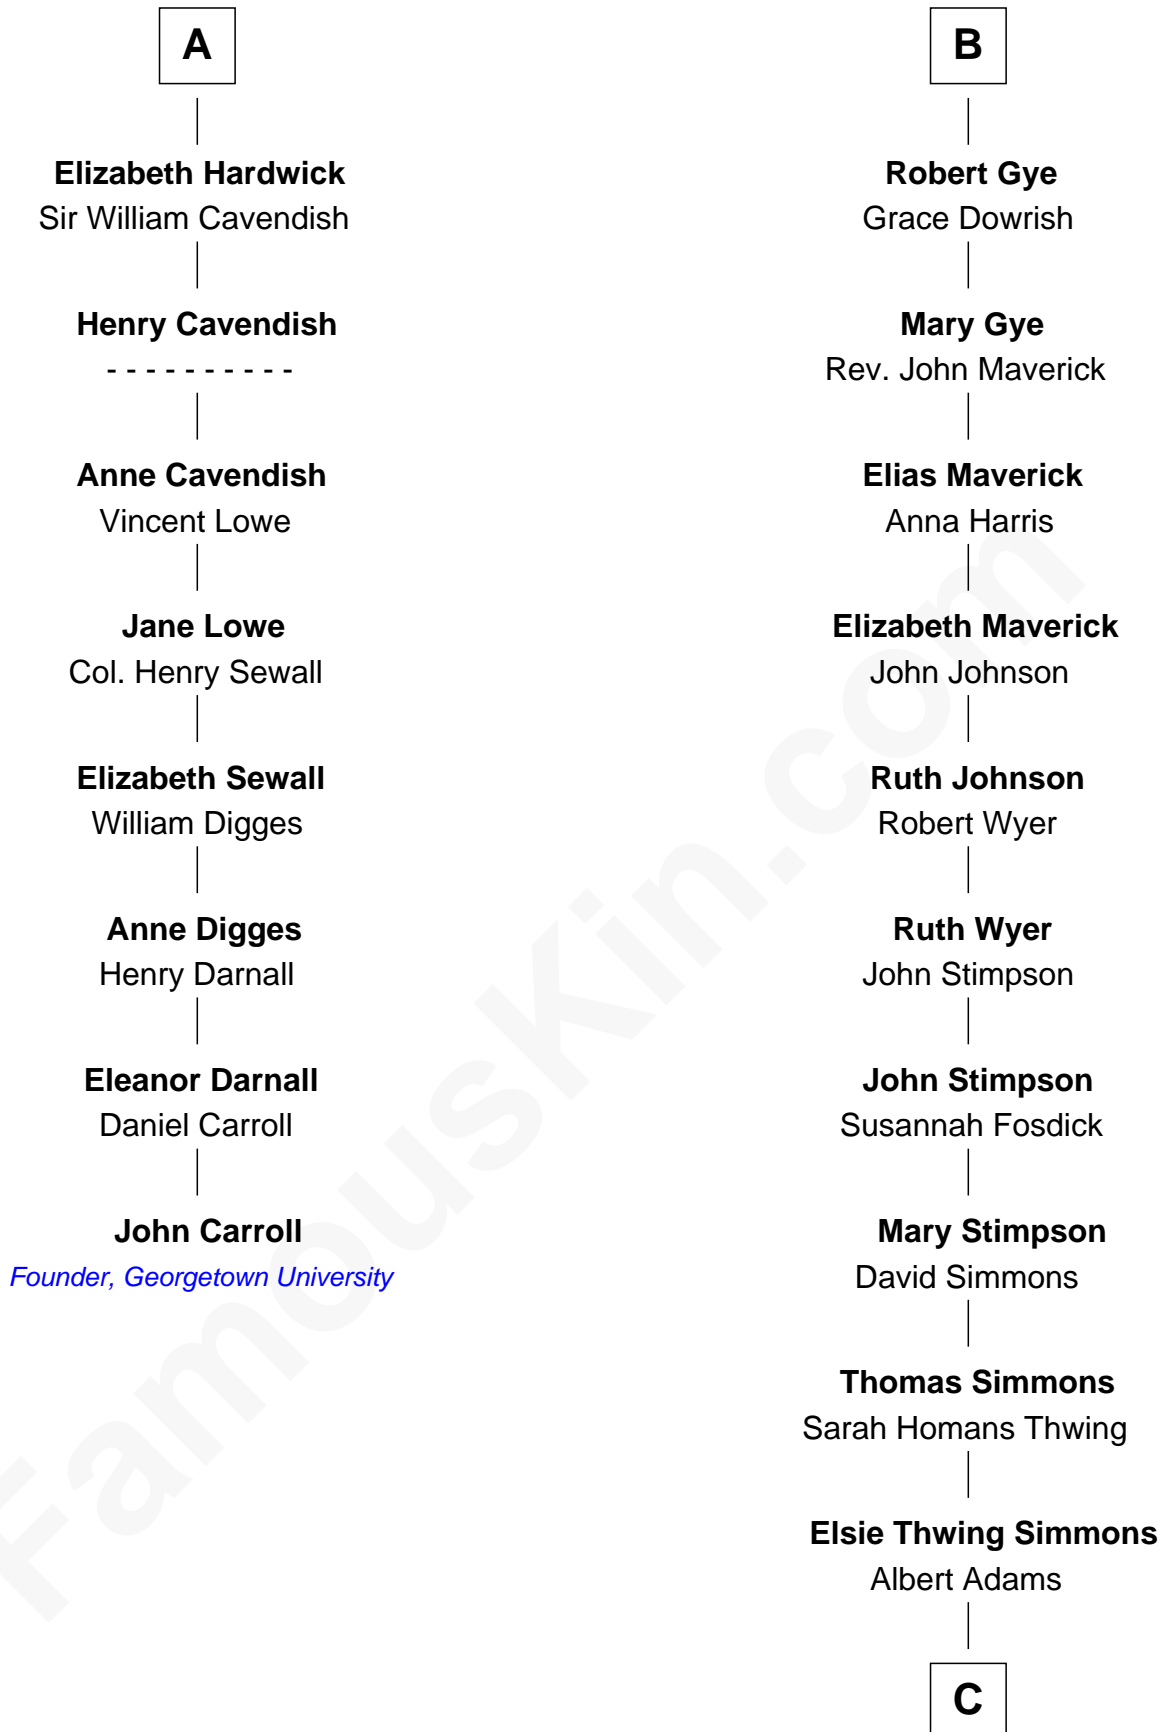 A
Elizabeth Hardwick
Sir William Cavendish
Henry Cavendish
- - - - - - - - - -
Anne Cavendish
Vincent Lowe
Jane Lowe
Col. Henry Sewall
Elizabeth Sewall
William Digges
Anne Digges
Henry Darnall
Eleanor Darnall
Daniel Carroll
John Carroll
Founder, Georgetown University
B
Robert Gye
Grace Dowrish
Mary Gye
Rev. John Maverick
Elias Maverick
Anna Harris
Elizabeth Maverick
John Johnson
Ruth Johnson
Robert Wyer
Ruth Wyer
John Stimpson
John Stimpson
Susannah Fosdick
Mary Stimpson
David Simmons
Thomas Simmons
Sarah Homans Thwing
Elsie Thwing Simmons
Albert Adams
C
FamousKin.com